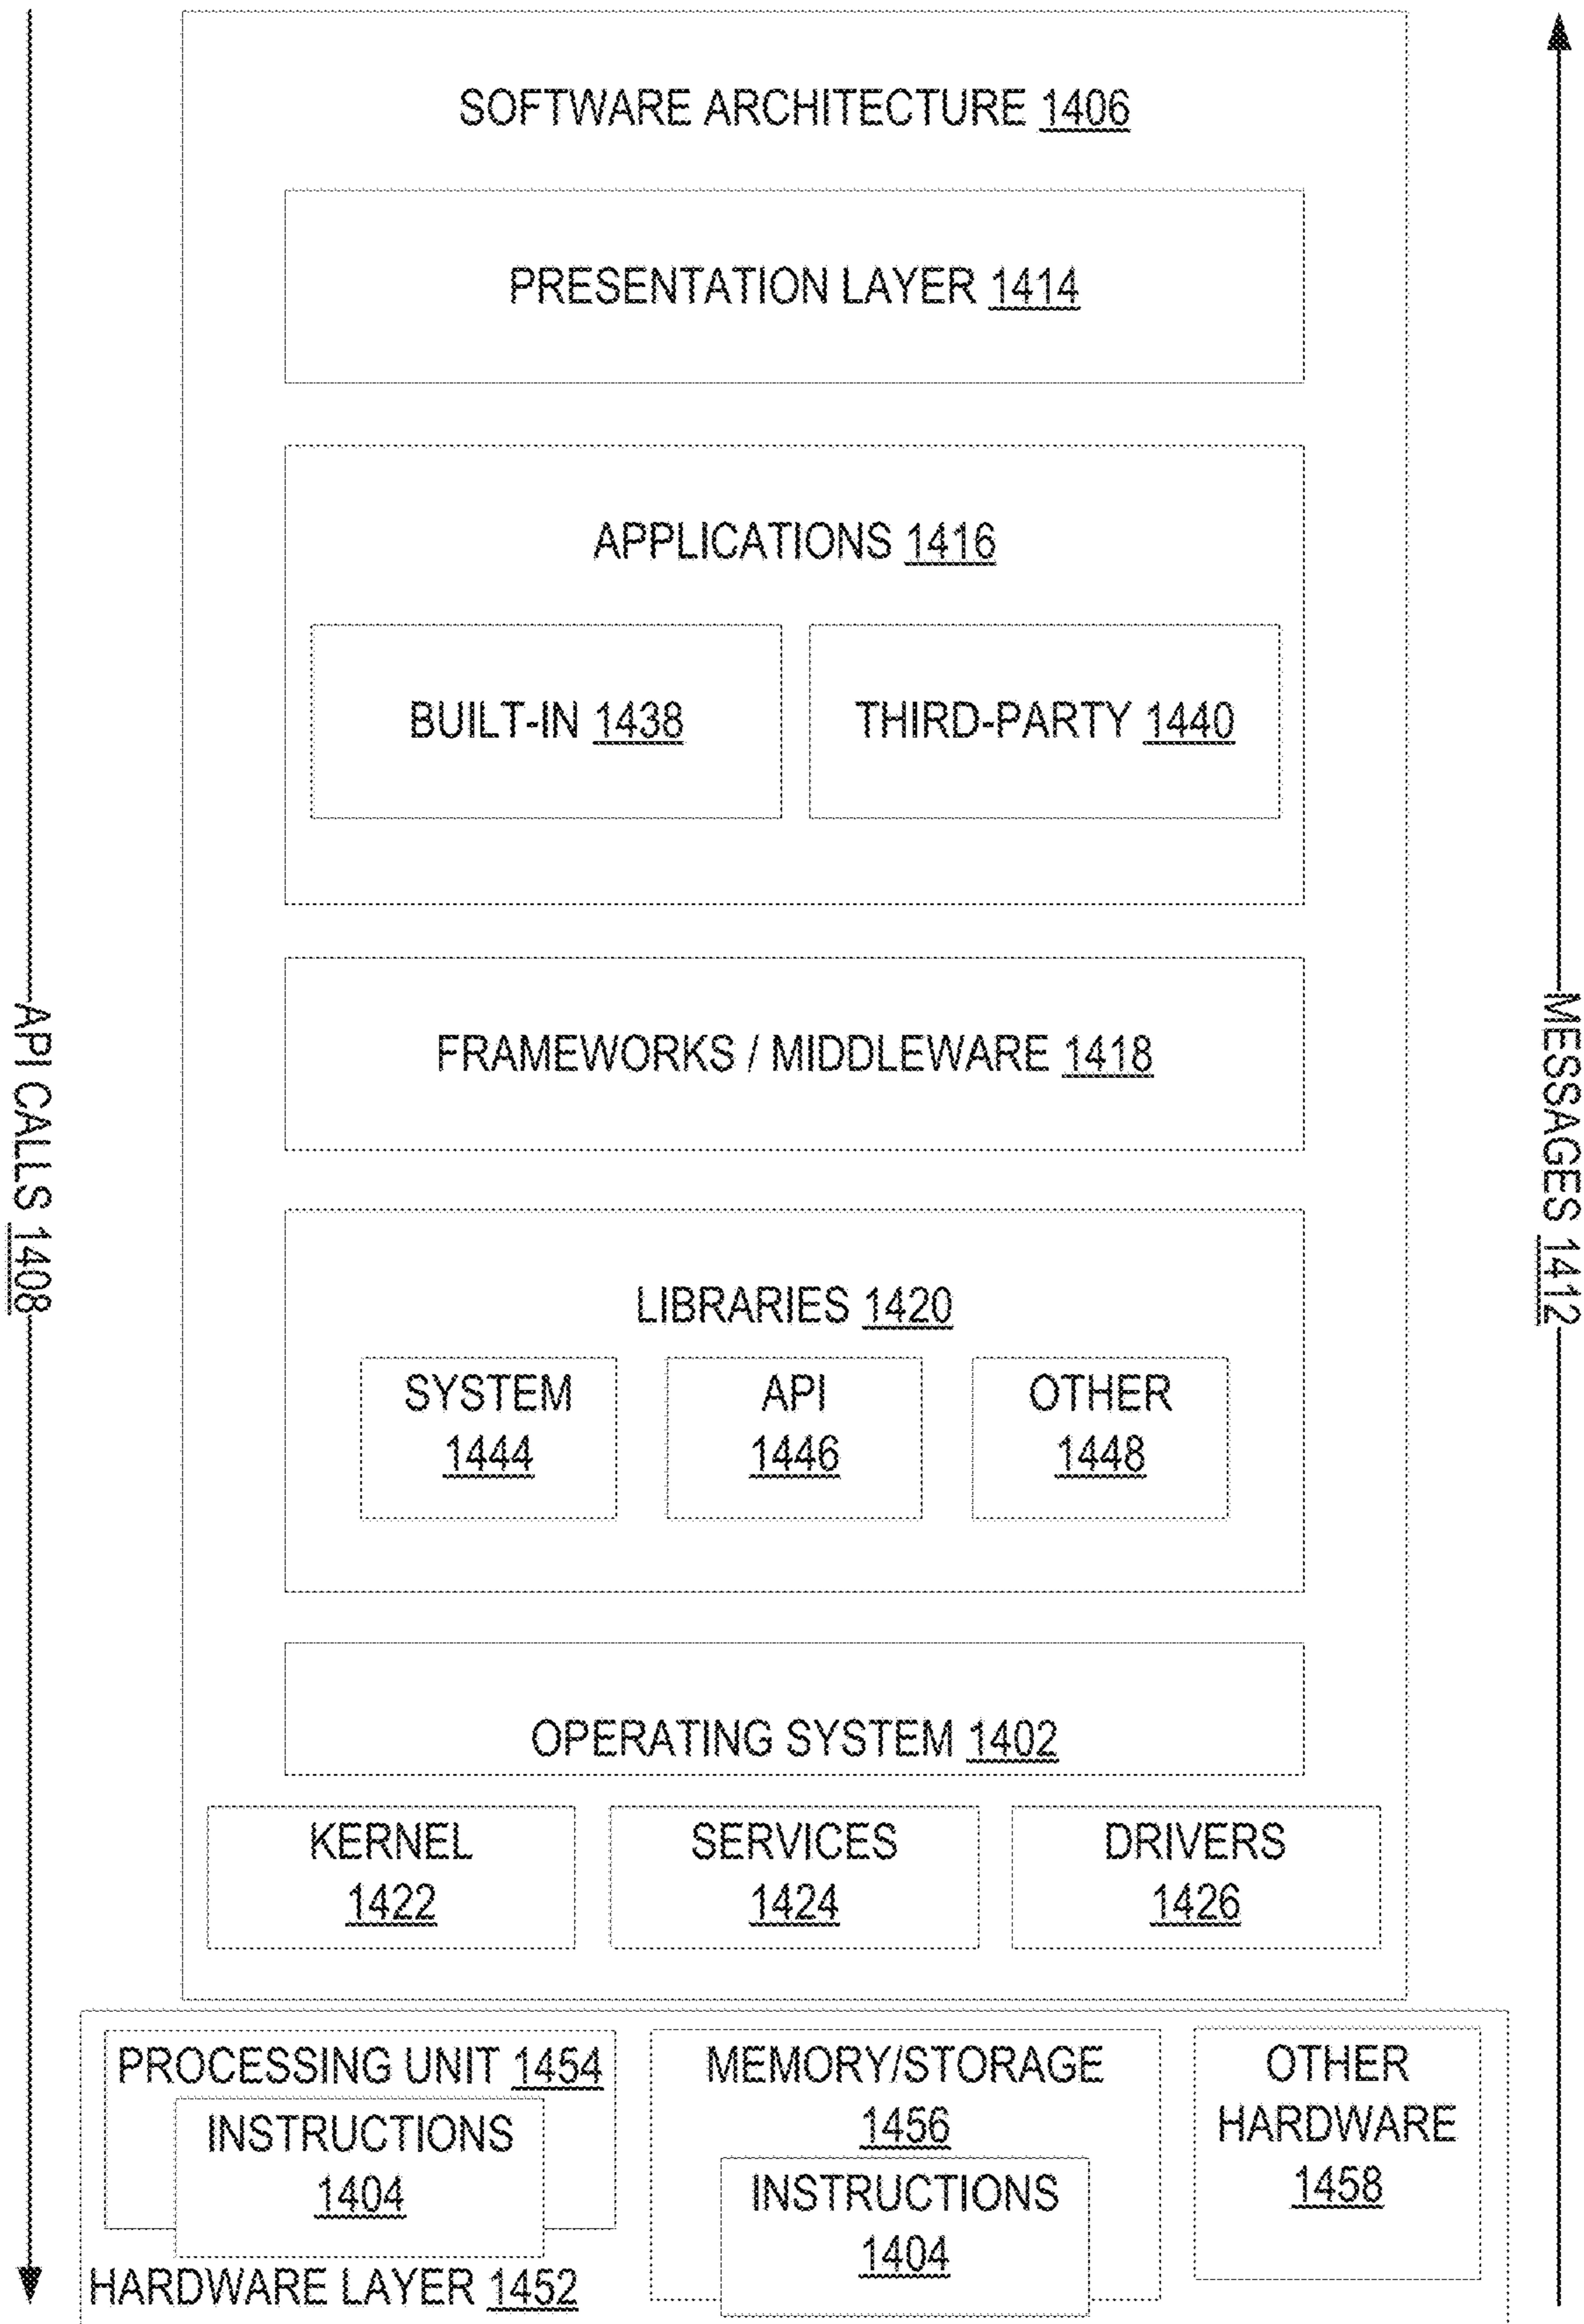 SOFTWARE ARCHITECTURE 1406
PRESENTATION LAYER 1414
APPLICATIONS 1416
BUILT-IN 1438
THIRD-PARTY 1440
FRAMEWORKS / MIDDLEWARE 1418
API CALLS 1408
MESSAGES 1412
LIBRARIES 1420
SYSTEM
1444
API
1446
OTHER
1448
OPERATING SYSTEM 1402
KERNEL
1422
SERVICES
1424
DRIVERS
1426
PROCESSING UNIT 1454
INSTRUCTIONS
1404
MEMORY/STORAGE
1456
INSTRUCTIONS
1404
OTHER
HARDWARE
1458
HARDWARE LAYER 1452